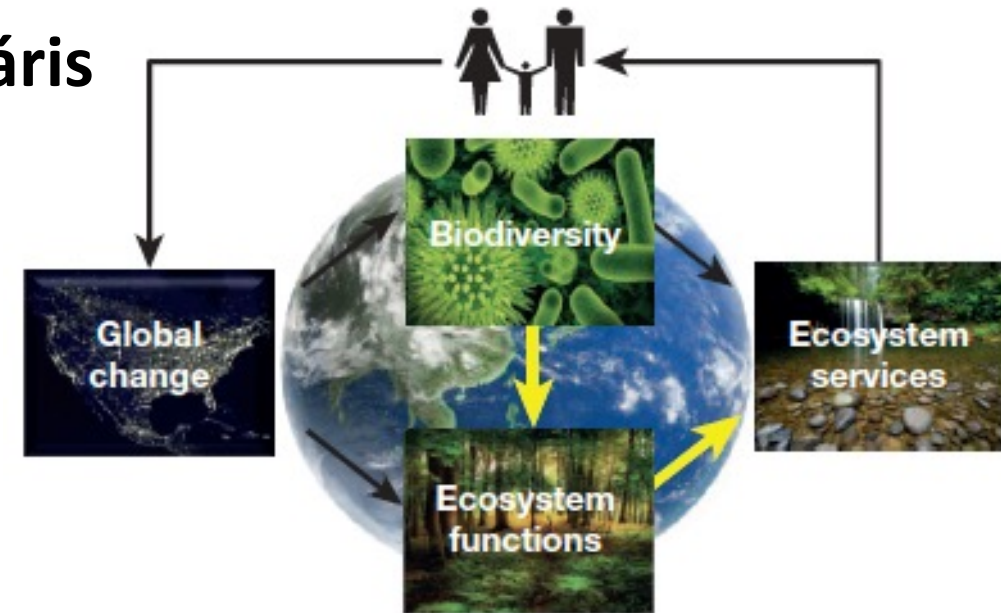 áris
Biodiversity
Global
change
Ecosystem
services
Ecosystem
functions